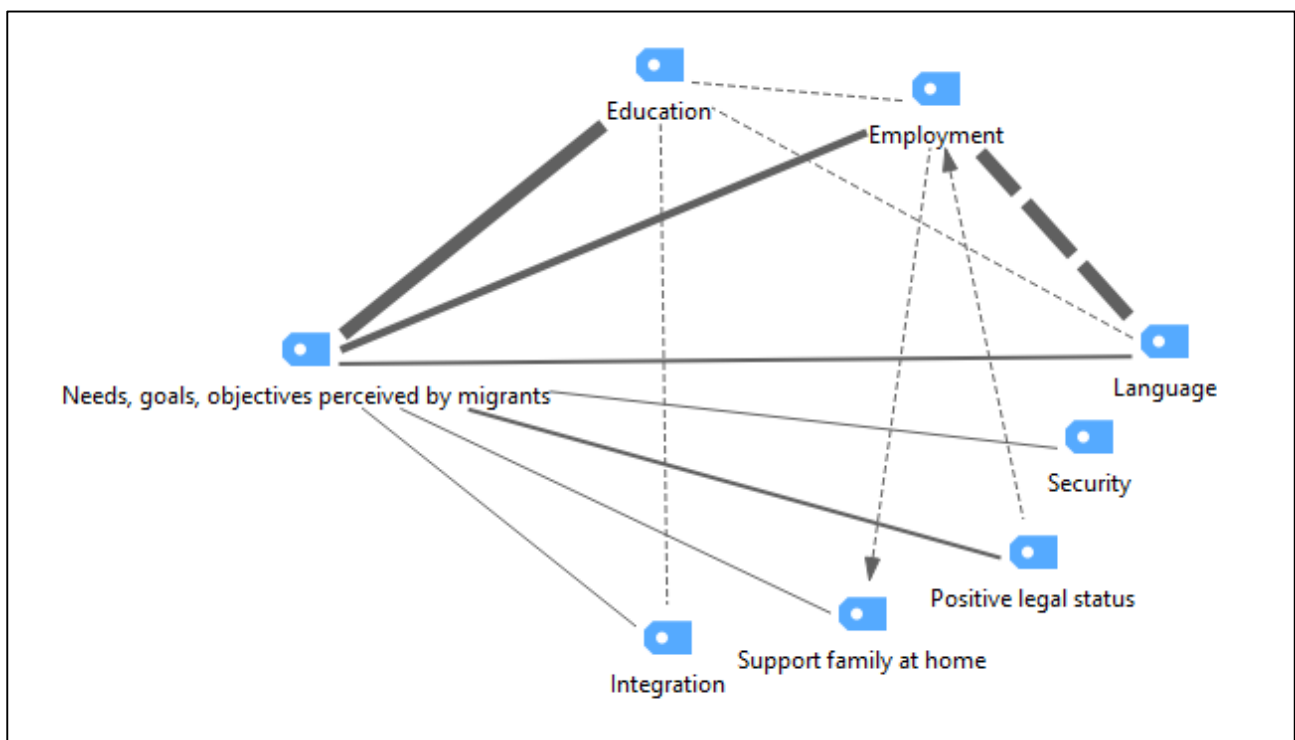 Education
Employment
Language
Needs, goals, objectives perceived by migrants
Security
Positive legal status
Support family at home
Integration